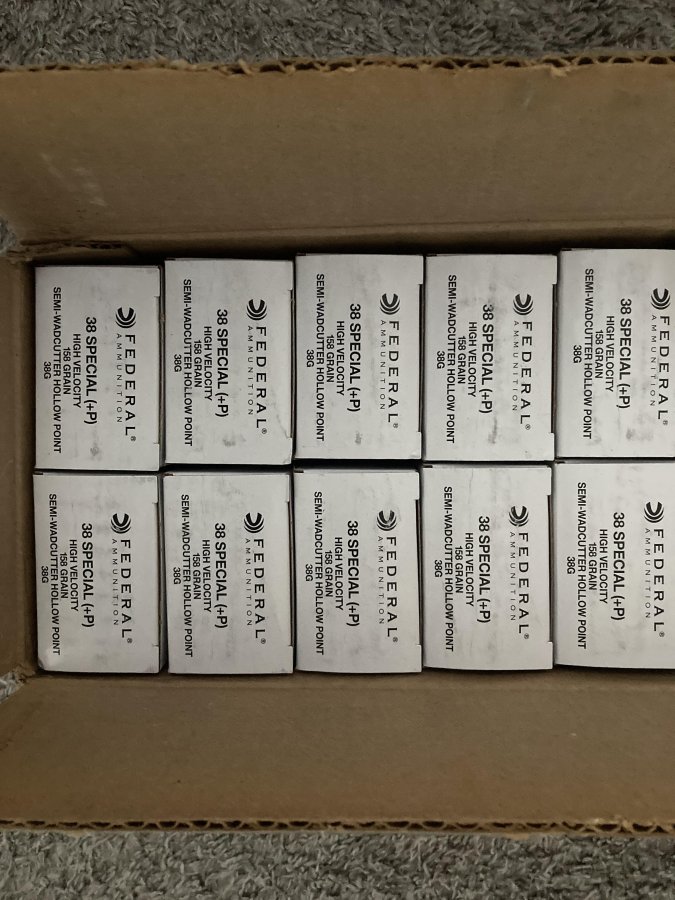 FEDERAL®
AMMUNITION
38 SPECIAL (+P)
HIGH VELOCITY
158 GRAIN
SEMI-WADCUTTER HOLLOW POINT
38G
FEDERAL®
AMMUNITION
38 SPECIAL (+P)
HIGH VELOCITY
158 GRAIN
SEMI-WADCUTTER HOLLOW POINT
38G
FEDERAL®
AMMUNITION
38 SPECIAL (+P)
HIGH VELOCITY
158 GRAIN
SEMI-WADCUTTER HOLLOW POINT
38G
FEDERAL®
AMMUNITION
38 SPECIAL (+P)
HIGH VELOCITY
158 GRAIN
SEMI-WADCUTTER HOLLOW POINT
38G
FEDERAL®
AMMUNITION
38 SPECIAL (+P)
HIGH VELOCITY
158 GRAIN
SEMI-WADCUTTER HOLLOW POINT
38G
FEDERAL®
AMMUNITION
38 SPECIAL (+P)
HIGH VELOCITY
158 GRAIN
SEMI-WADCUTTER HOLLOW POINT
38G
FEDERAL®
AMMUNITION
38 SPECIAL (+P)
HIGH VELOCITY
158 GRAIN
SEMI-WADCUTTER HOLLOW POINT
38G
FEDERAL®
AMMUNITION
38 SPECIAL (+P)
HIGH VELOCITY
158 GRAIN
SEMI-WADCUTTER HOLLOW POINT
38G
FEDERAL®
AMMUNITION
38 SPECIAL (+P)
HIGH VELOCITY
158 GRAIN
SEMI-WADCUTTER HOLLOW POINT
38G
FEDERAL®
AMMUNITION
38 SPECIAL (+P)
HIGH VELOCITY
158 GRAIN
SEMI-WADCUTTER HOLLOW POINT
38G